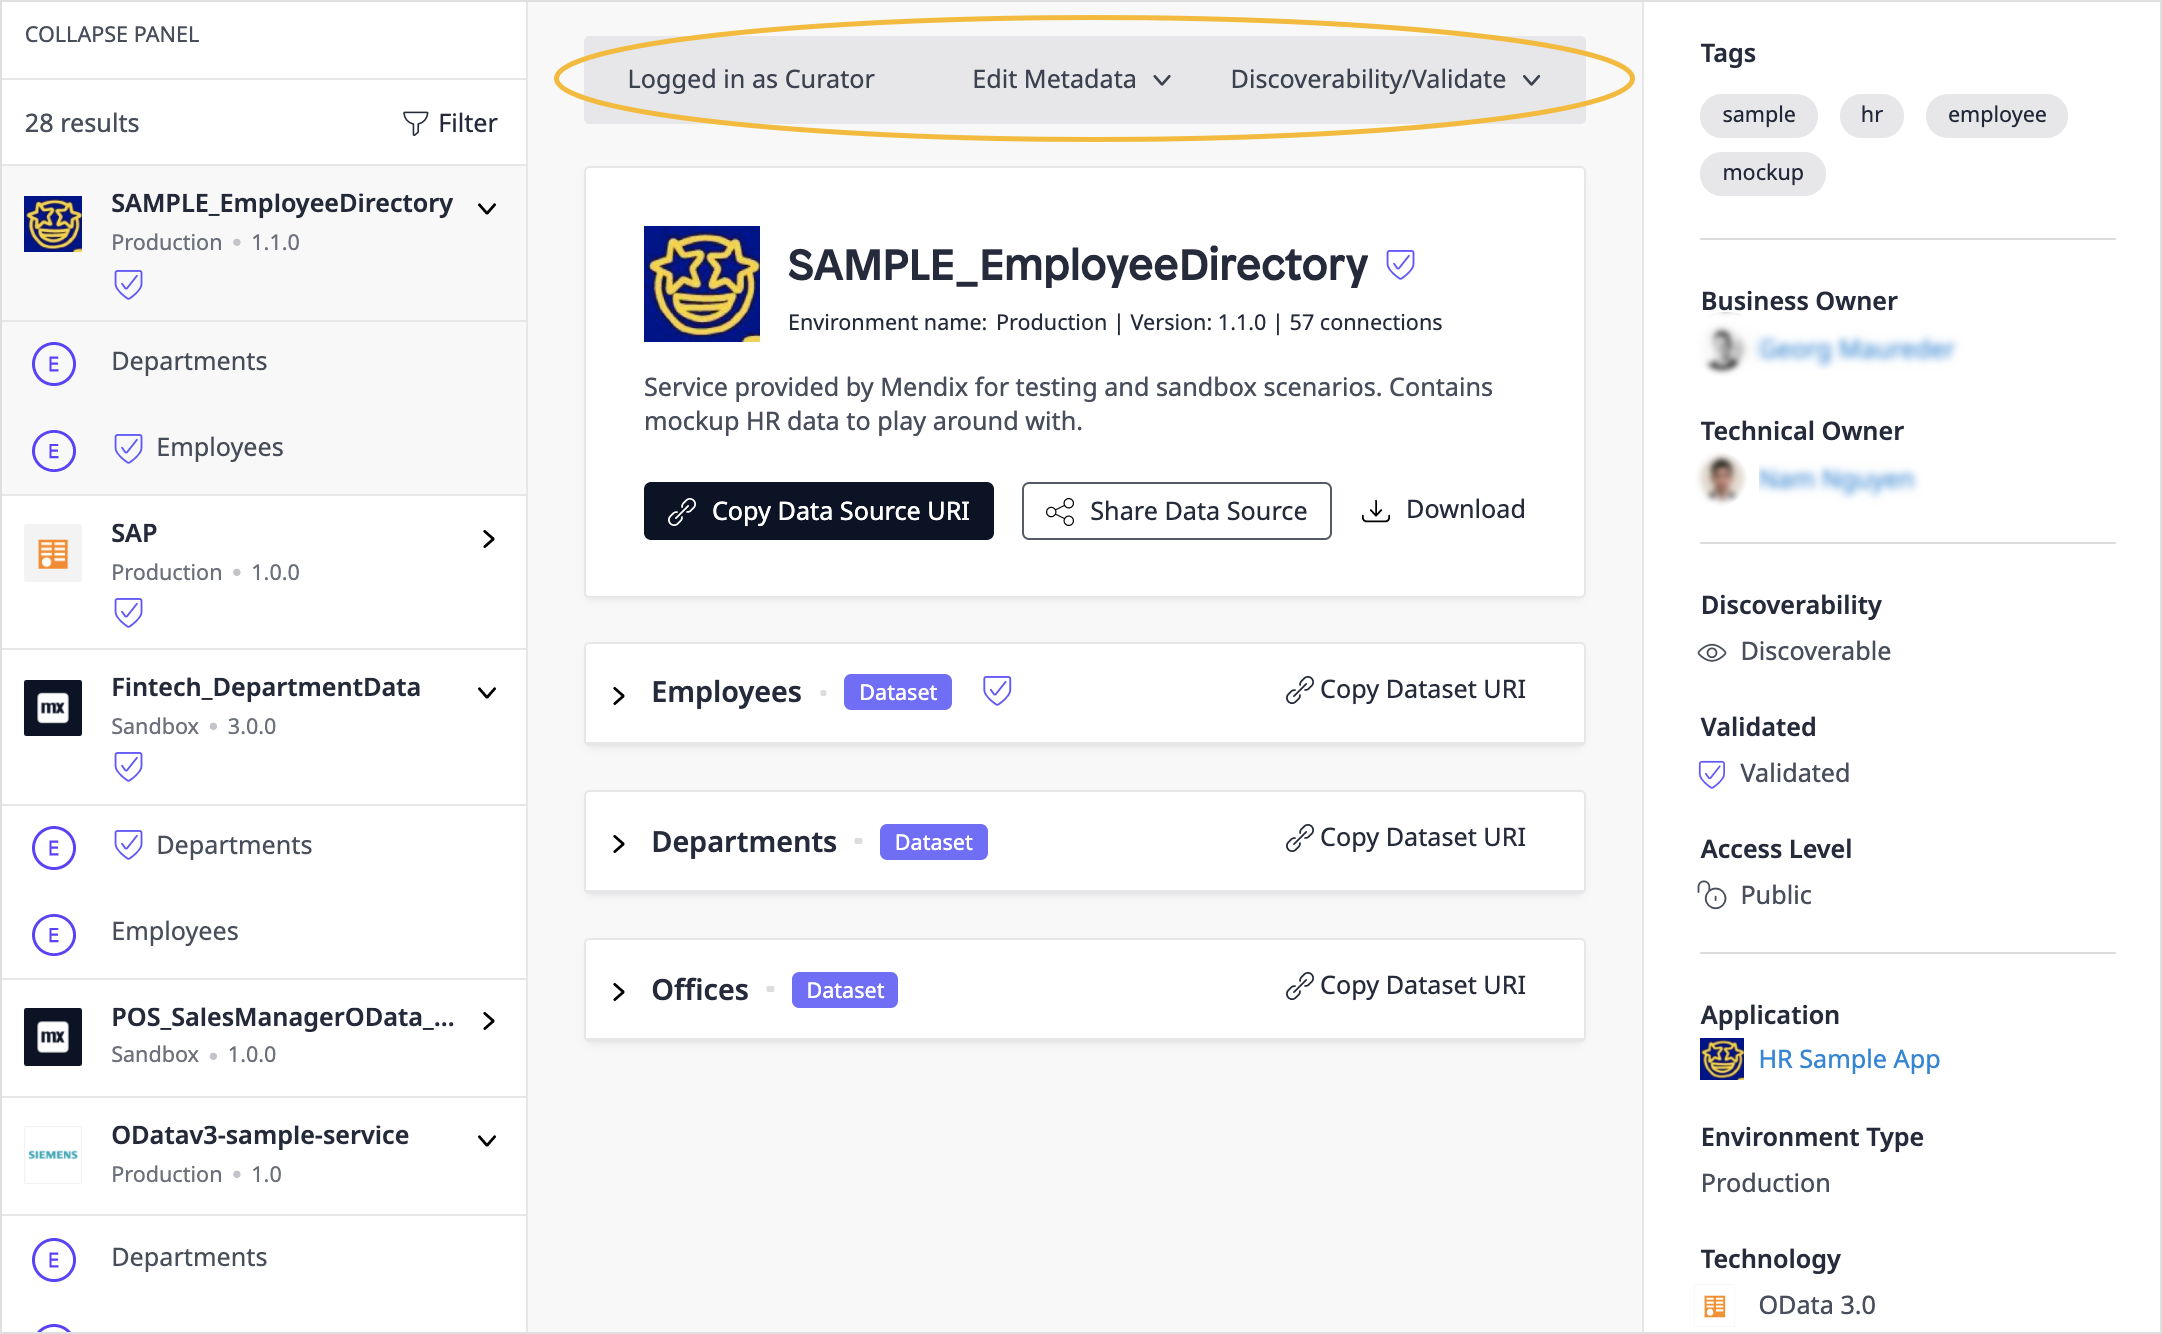 COLLAPSE PANEL
28 results
Filter
SAMPLE_EmployeeDirectory
Production • 1.1.0
E Departments
E Employees
SAP
Production • 1.0.0
mx
Fintech_DepartmentData
Sandbox • 3.0.0
E Departments
E Employees
mx
POS_SalesManagerOData_...
Sandbox • 1.0.0
SIEMENS
ODatav3-sample-service
Production • 1.0
E Departments
Logged in as Curator
Edit Metadata
Discoverability/Validate
SAMPLE_EmployeeDirectory
Environment name: Production | Version: 1.1.0 | 57 connections
Service provided by Mendix for testing and sandbox scenarios. Contains
mockup HR data to play around with.
Copy Data Source URI
Share Data Source
Download
Employees
Dataset
Copy Dataset URI
Departments
Dataset
Copy Dataset URI
Offices
Dataset
Copy Dataset URI
Tags
sample
hr
employee
mockup
Business Owner
Technical Owner
Discoverability
Discoverable
Validated
Validated
Access Level
Public
Application
HR Sample App
Environment Type
Production
Technology
OData 3.0